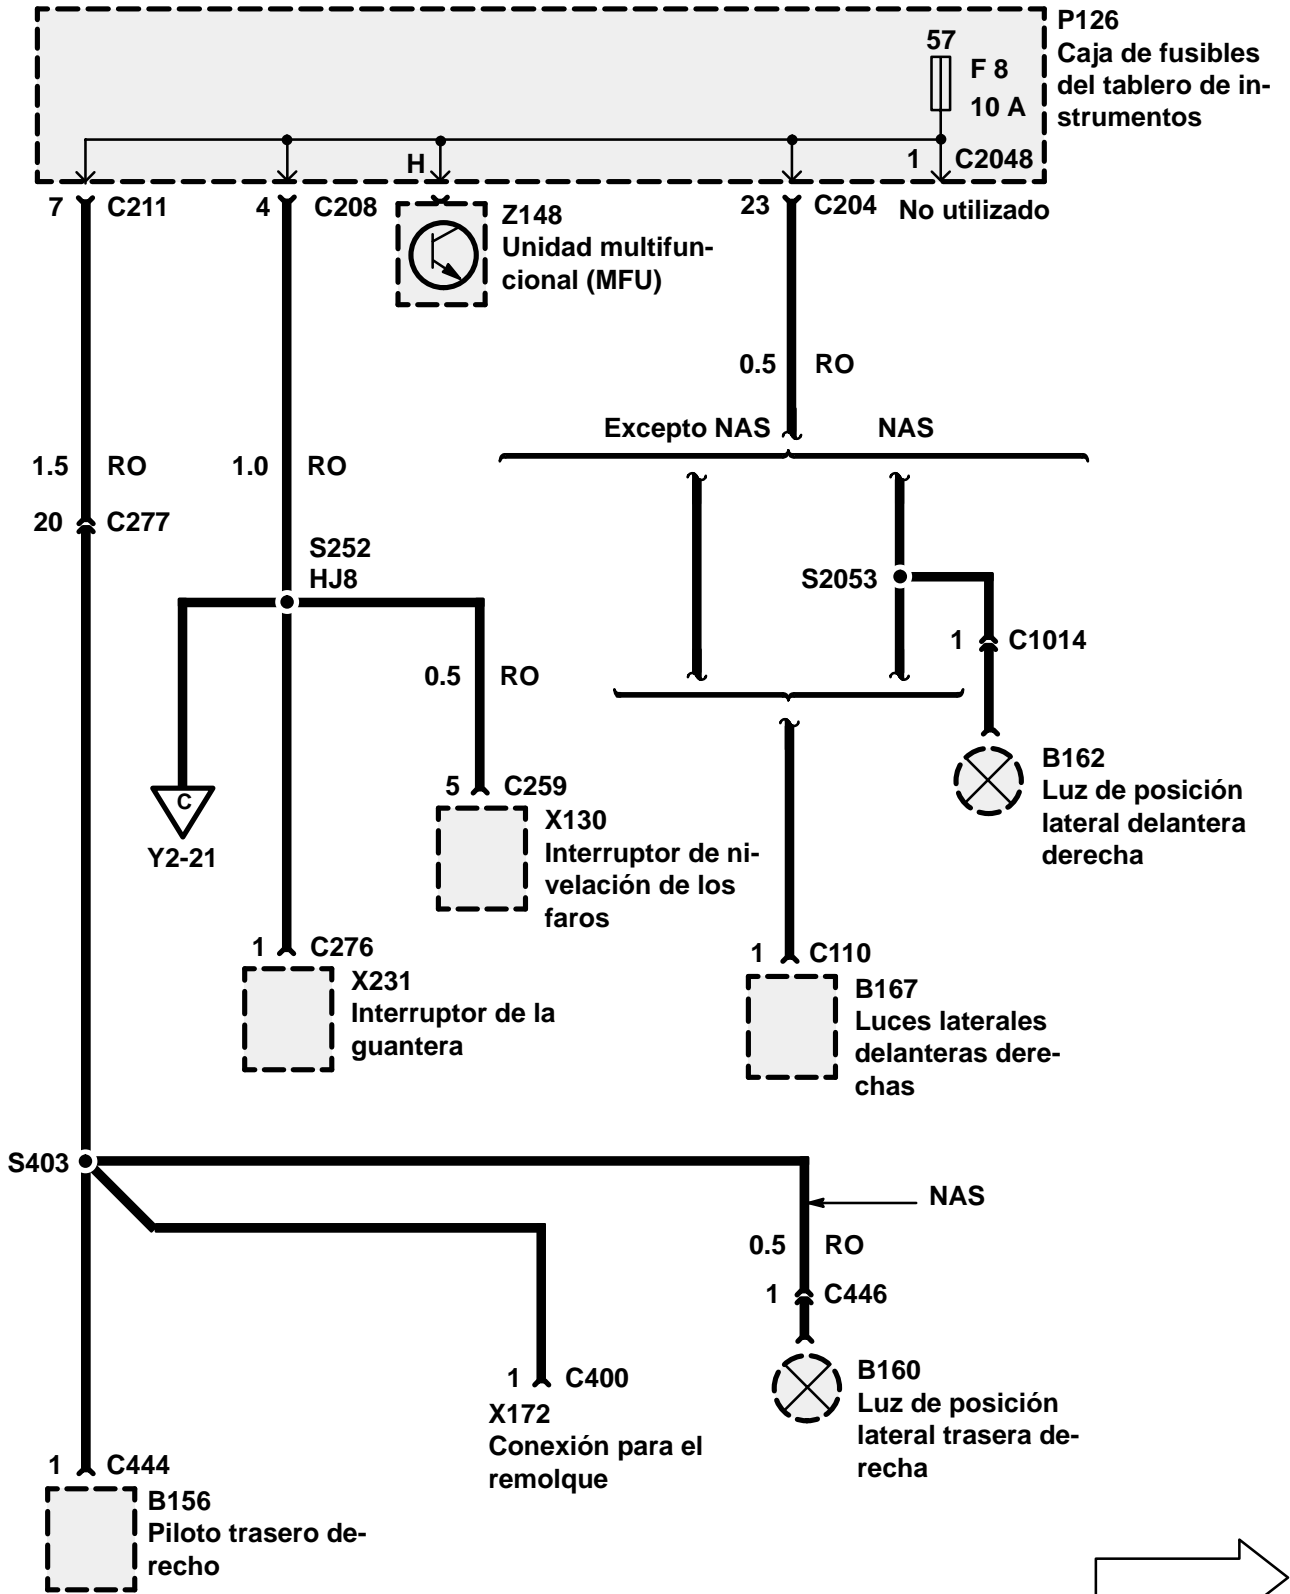 P126
Caja de fusibles
del tablero de in-
strumentos
57
F 8
10 A
H
1 C2048
7 C211
4 C208
Z148
Unidad multifun-
cional (MFU)
23 C204
No utilizado
0.5 RO
Excepto NAS
NAS
1.5 RO
1.0 RO
20 C277
S252
HJ8
S2053
1 C1014
0.5 RO
C
Y2-21
5 C259
X130
Interruptor de ni-
velación de los
faros
B162
Luz de posición
lateral delantera
derecha
1 C276
X231
Interruptor de la
guantera
1 C110
B167
Luces laterales
delanteras dere-
chas
S403
NAS
0.5 RO
1 C446
1 C400
X172
Conexión para el
remolque
B160
Luz de posición
lateral trasera de-
recha
1 C444
B156
Piloto trasero de-
recho